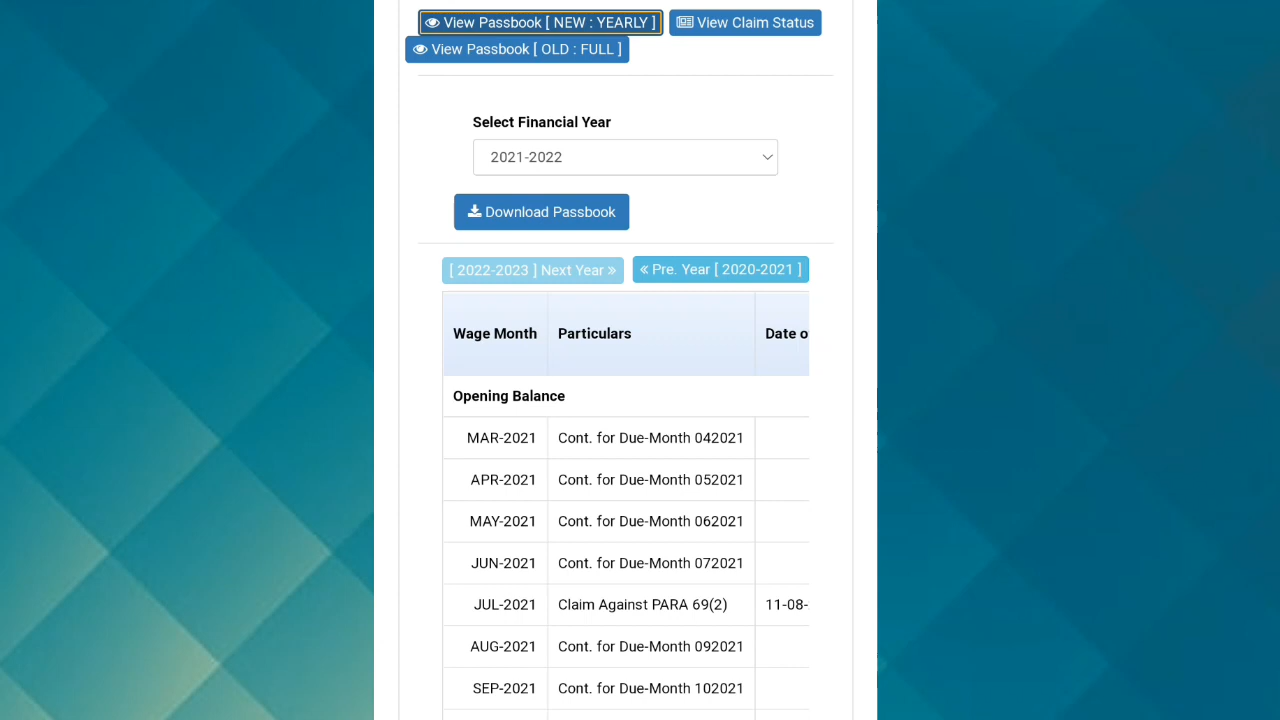 View Passbook [ NEW : YEARLY ] View Claim Status
View Passbook [ OLD : FULL ]
Select Financial Year
2021-2022
Download Passbook
[ 2022-2023 ] Next Year » « Pre. Year [ 2020-2021 ]
Wage Month Particulars Date o
Opening Balance
MAR-2021 Cont. for Due-Month 042021
APR-2021 Cont. for Due-Month 052021
MAY-2021 Cont. for Due-Month 062021
JUN-2021 Cont. for Due-Month 072021
JUL-2021 Claim Against PARA 69(2) 11-08-
AUG-2021 Cont. for Due-Month 092021
SEP-2021 Cont. for Due-Month 102021